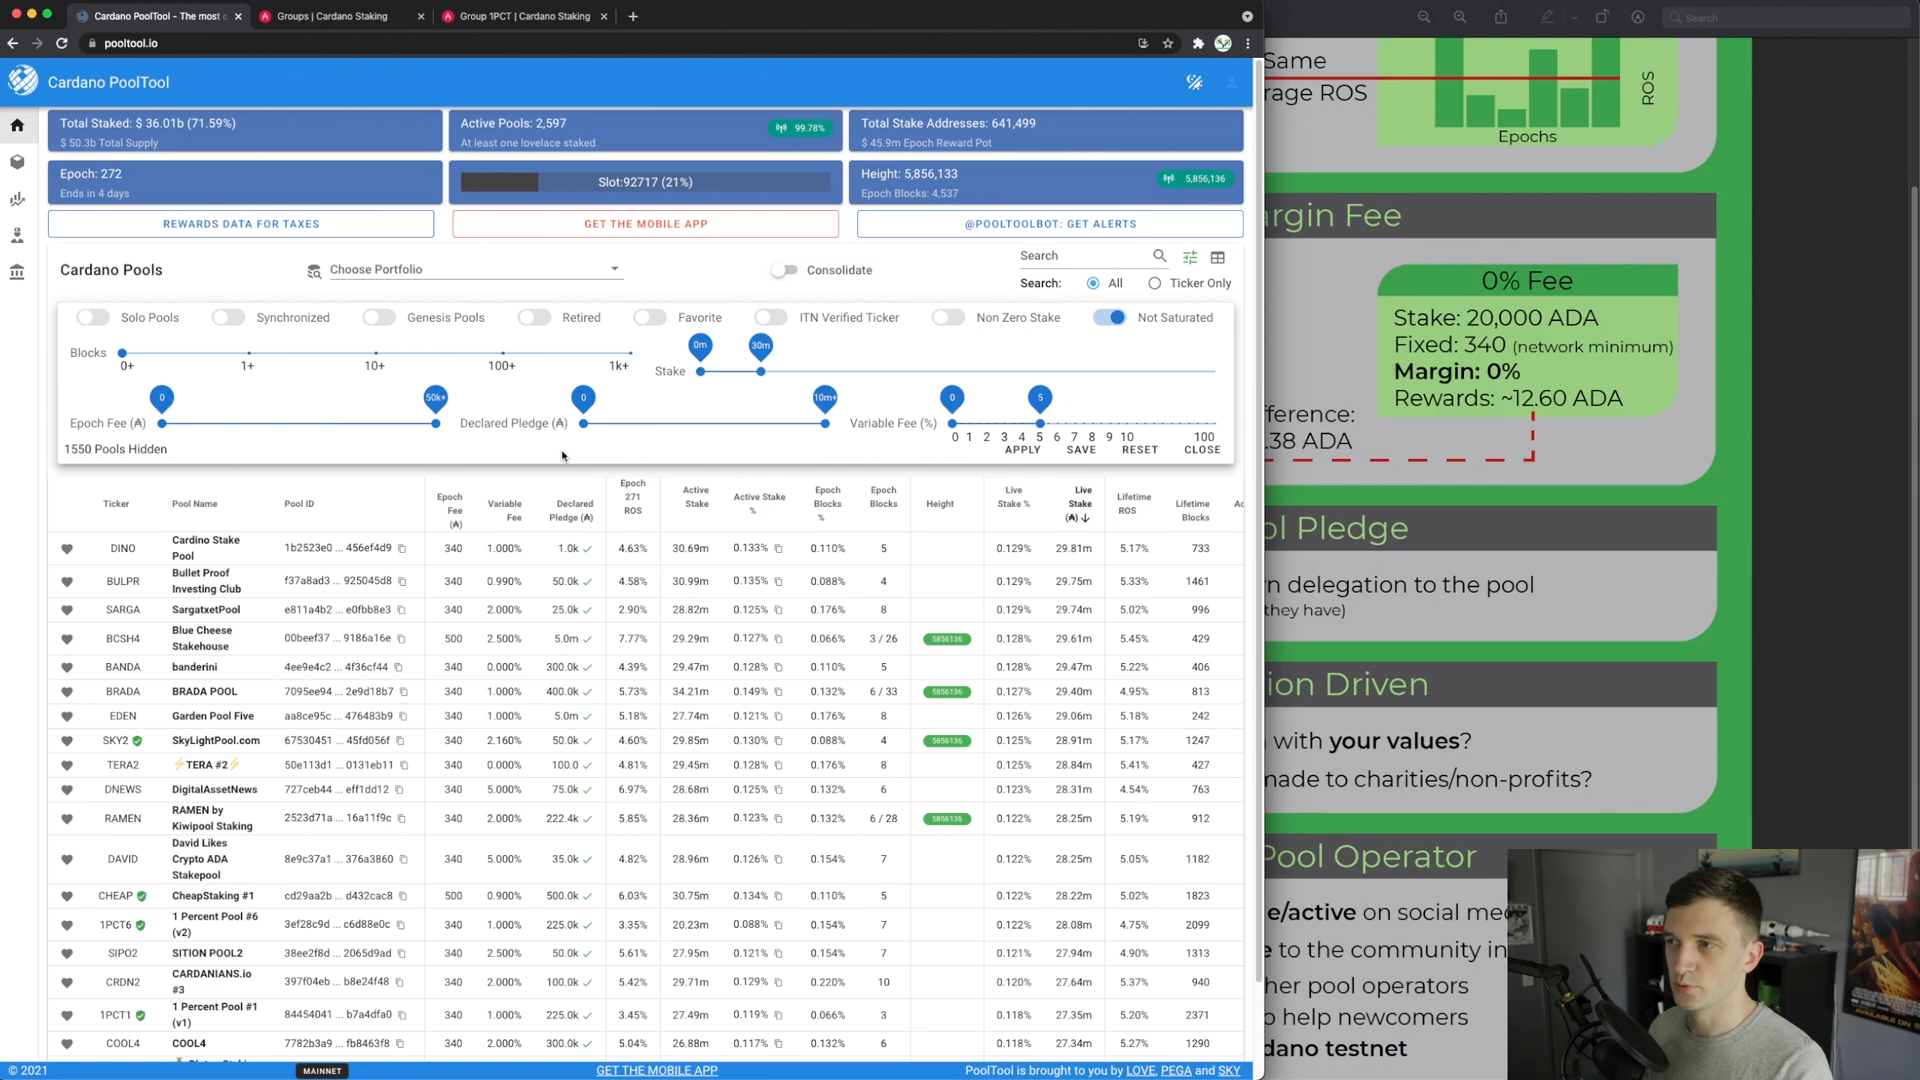 Cardano PoolTool - The most c
Groups | Cardano Staking
Group 1PCT | Cardano Staking
pooltool.io
Search
Cardano PoolTool
Total Staked: $ 36.01b (71.59%)
$ 50.3b Total Supply
Active Pools: 2,597
99.78%
At least one lovelace staked
Total Stake Addresses: 641,499
$ 45.9m Epoch Reward Pot
Epoch: 272
Ends in 4 days
Slot:92717 (21%)
Height: 5,856,133
5,856,136
Epoch Blocks: 4,537
REWARDS DATA FOR TAXES
GET THE MOBILE APP
@POOLTOOLBOT: GET ALERTS
Cardano Pools
Choose Portfolio
Consolidate
Search
Search: All Ticker Only
Solo Pools Synchronized Genesis Pools Retired Favorite ITN Verified Ticker Non Zero Stake Not Saturated
Blocks 0+ 1+ 10+ 100+ 1k+
Stake 0m 30m
Epoch Fee (₳) 0 50k+
Declared Pledge (₳) 0 10m+
Variable Fee (%) 0 5
0 1 2 3 4 5 6 7 8 9 10 100
1550 Pools Hidden
APPLY SAVE RESET CLOSE
Ticker Pool Name Pool ID Epoch Fee (₳) Variable Fee Declared Pledge (₳) Epoch 271 ROS Active Stake Active Stake % Epoch Blocks % Epoch Blocks Height Live Stake % Live Stake (₳) Lifetime ROS Lifetime Blocks
DINO Cardino Stake Pool 1b2523e0 ... 456ef4d9 340 1.000% 1.0k 4.63% 30.69m 0.133% 0.110% 5 0.129% 29.81m 5.17% 733
BULPR Bullet Proof Investing Club f37a8ad3 ... 925045d8 340 0.990% 50.0k 4.58% 30.99m 0.135% 0.088% 4 0.129% 29.75m 5.33% 1461
SARGA SargatxetPool e811a4b2 ... e0fbb8e3 340 2.000% 25.0k 2.90% 28.82m 0.125% 0.176% 8 0.129% 29.74m 5.02% 996
BCSH4 Blue Cheese Stakehouse 00beef37 ... 9186a16e 500 2.500% 5.0m 7.77% 29.29m 0.127% 0.066% 3 / 26 5856136 0.128% 29.61m 5.45% 429
BANDA banderini 4ee9e4c2 ... 4f36cf44 340 0.000% 300.0k 4.39% 29.47m 0.128% 0.110% 5 0.128% 29.47m 5.22% 406
BRADA BRADA POOL 7095ee94 ... 2e9d18b7 340 1.000% 400.0k 5.73% 34.21m 0.149% 0.132% 6 / 33 5856136 0.127% 29.40m 4.95% 813
EDEN Garden Pool Five aa8ce95c ... 476483b9 340 1.000% 5.0m 5.18% 27.74m 0.121% 0.176% 8 0.126% 29.06m 5.18% 242
SKY2 SkyLightPool.com 67530451 ... 45fd056f 340 2.160% 50.0k 4.60% 29.85m 0.130% 0.088% 4 5856136 0.125% 28.91m 5.17% 1247
TERA2 ⚡TERA #2⚡ 50e113d1 ... 0131eb11 340 0.000% 100.0 4.81% 29.45m 0.128% 0.176% 8 0.125% 28.84m 5.41% 427
DNEWS DigitalAssetNews 727ceb44 ... eff1dd12 340 5.000% 75.0k 6.97% 28.68m 0.125% 0.132% 6 0.123% 28.31m 4.54% 763
RAMEN RAMEN by Kiwipool Staking 2523d71a ... 16a11f9c 340 2.000% 222.4k 5.85% 28.36m 0.123% 0.132% 6 / 28 5856136 0.122% 28.25m 5.19% 912
DAVID David Likes Crypto ADA Stakepool 8e9c37a1 ... 376a3860 340 5.000% 35.0k 4.82% 28.96m 0.126% 0.154% 7 0.122% 28.25m 5.05% 1182
CHEAP CheapStaking #1 cd29aa2b ... d432cac8 500 0.900% 500.0k 6.03% 30.75m 0.134% 0.110% 5 0.122% 28.22m 5.02% 1823
1PCT6 1 Percent Pool #6 (v2) 3ef28c9d ... c6d88e0c 340 1.000% 225.0k 3.35% 20.23m 0.088% 0.154% 7 0.122% 28.08m 4.75% 2099
SIPO2 SITION POOL2 38ee2f8d ... 2065d9ad 340 2.500% 50.0k 5.61% 27.95m 0.121% 0.154% 7 0.121% 27.94m 4.90% 1313
CRDN2 CARDANIANS.io #3 397f04eb ... b8e24f48 340 2.000% 100.0k 5.42% 29.71m 0.129% 0.220% 10 0.120% 27.64m 5.37% 940
1PCT1 1 Percent Pool #1 (v1) 84454041 ... b7a4dfa0 340 1.000% 225.0k 3.45% 27.49m 0.119% 0.066% 3 0.118% 27.35m 5.20% 2371
COOL4 COOL4 7782b3a9 ... fb8463f8 340 2.000% 300.0k 5.04% 26.88m 0.117% 0.132% 6 0.118% 27.34m 5.27% 1290
© 2021
MAINNET
GET THE MOBILE APP
PoolTool is brought to you by LOVE, PEGA and SKY
Same
rage ROS
ROS
Epochs
argin Fee
0% Fee
Stake: 20,000 ADA
Fixed: 340 (network minimum)
Margin: 0%
Rewards: ~12.60 ADA
fference:
.38 ADA
ol Pledge
n delegation to the pool
they have)
ion Driven
with your values?
made to charities/non-profits?
Pool Operator
e/active on social me
e to the community in
her pool operators
o help newcomers
dano testnet